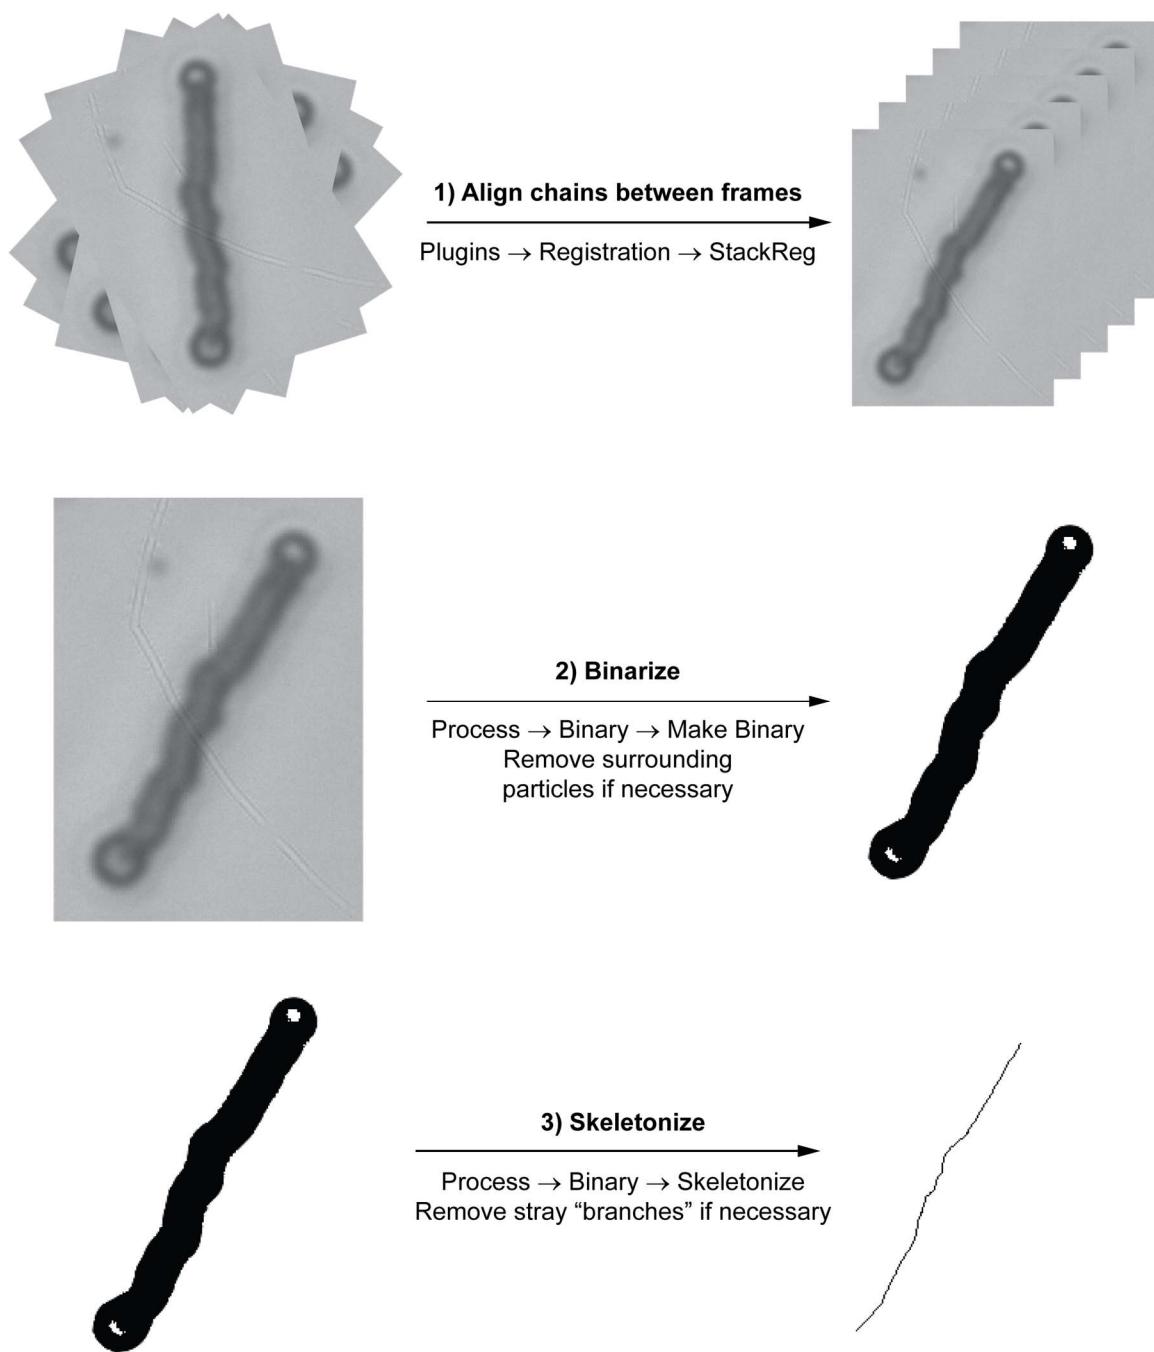 1) Align chains between frames
Plugins → Registration → StackReg
2) Binarize
Process → Binary → Make Binary
Remove surrounding
particles if necessary
3) Skeletonize
Process → Binary → Skeletonize
Remove stray “branches” if necessary